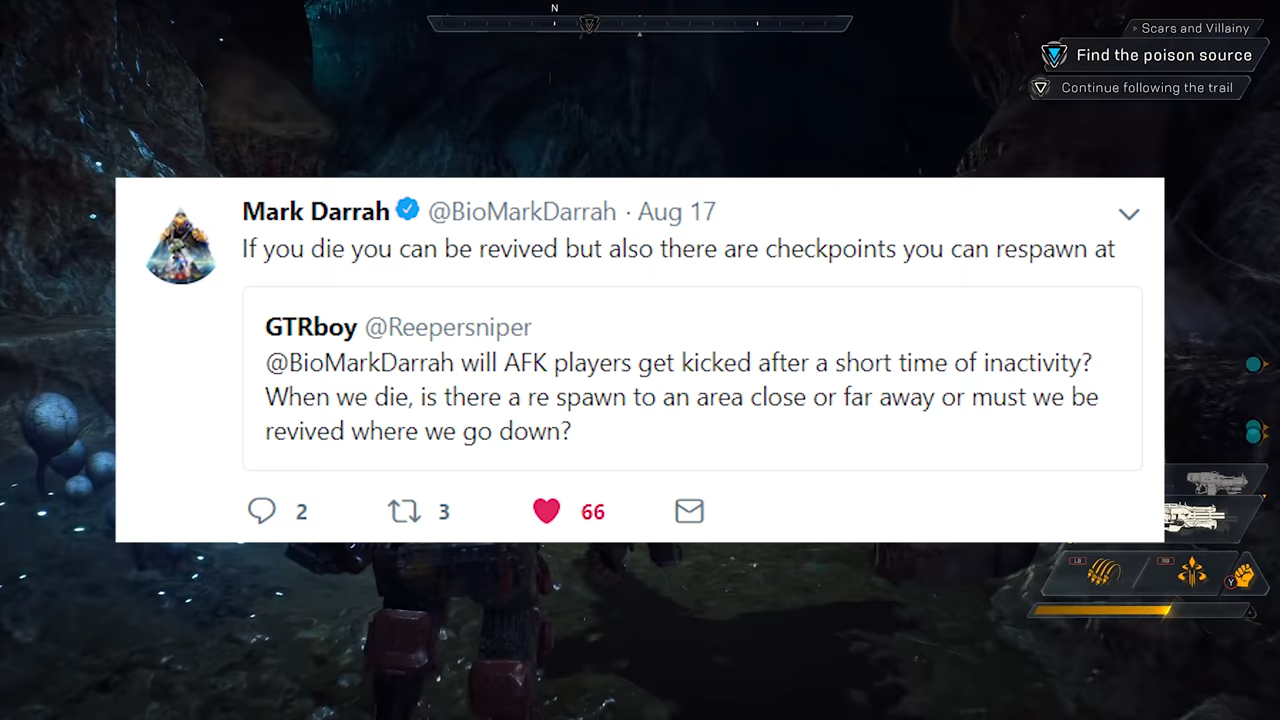 N
Scars and Villainy
Find the poison source
Continue following the trail
Mark Darrah @BioMarkDarrah · Aug 17
If you die you can be revived but also there are checkpoints you can respawn at
GTRboy @Reepersniper
@BioMarkDarrah will AFK players get kicked after a short time of inactivity?
When we die, is there a re spawn to an area close or far away or must we be
revived where we go down?
2 3 66
LB RB Y